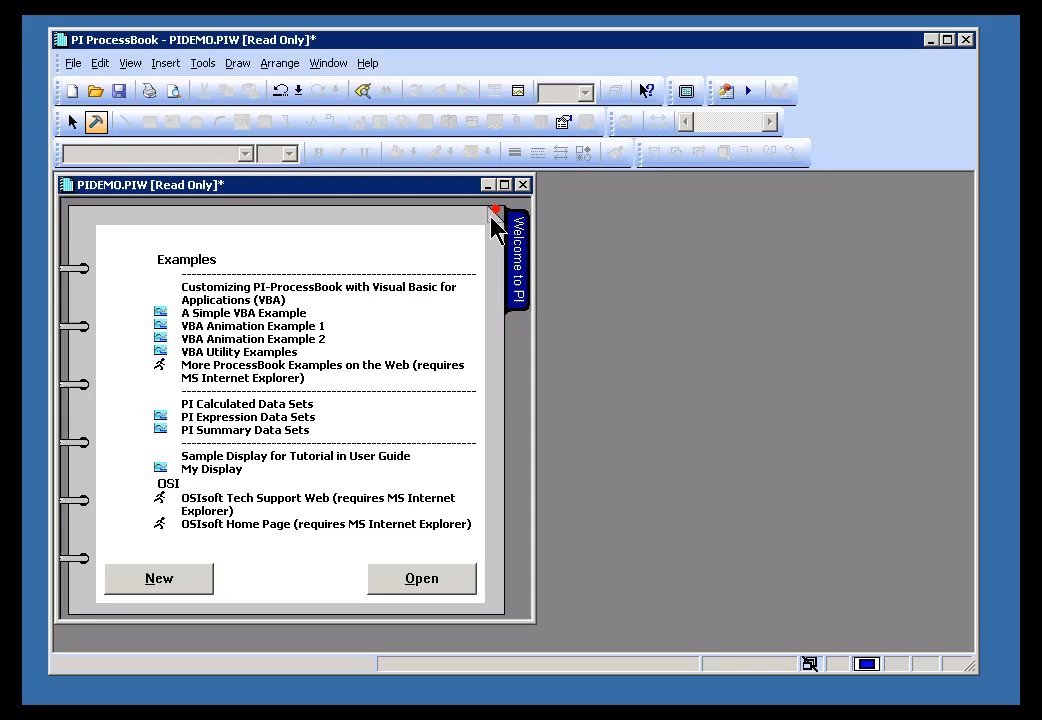 PI ProcessBook - PIDEMO.PIW [Read Only]*
File Edit View Insert Tools Draw Arrange Window Help
B I U
PIDEMO.PIW [Read Only]*
Welcome to PI
Examples
Customizing PI-ProcessBook with Visual Basic for
Applications (VBA)
A Simple VBA Example
VBA Animation Example 1
VBA Animation Example 2
VBA Utility Examples
More ProcessBook Examples on the Web (requires
MS Internet Explorer)
PI Calculated Data Sets
PI Expression Data Sets
PI Summary Data Sets
Sample Display for Tutorial in User Guide
My Display
OSI
OSIsoft Tech Support Web (requires MS Internet
Explorer)
OSIsoft Home Page (requires MS Internet Explorer)
New Open